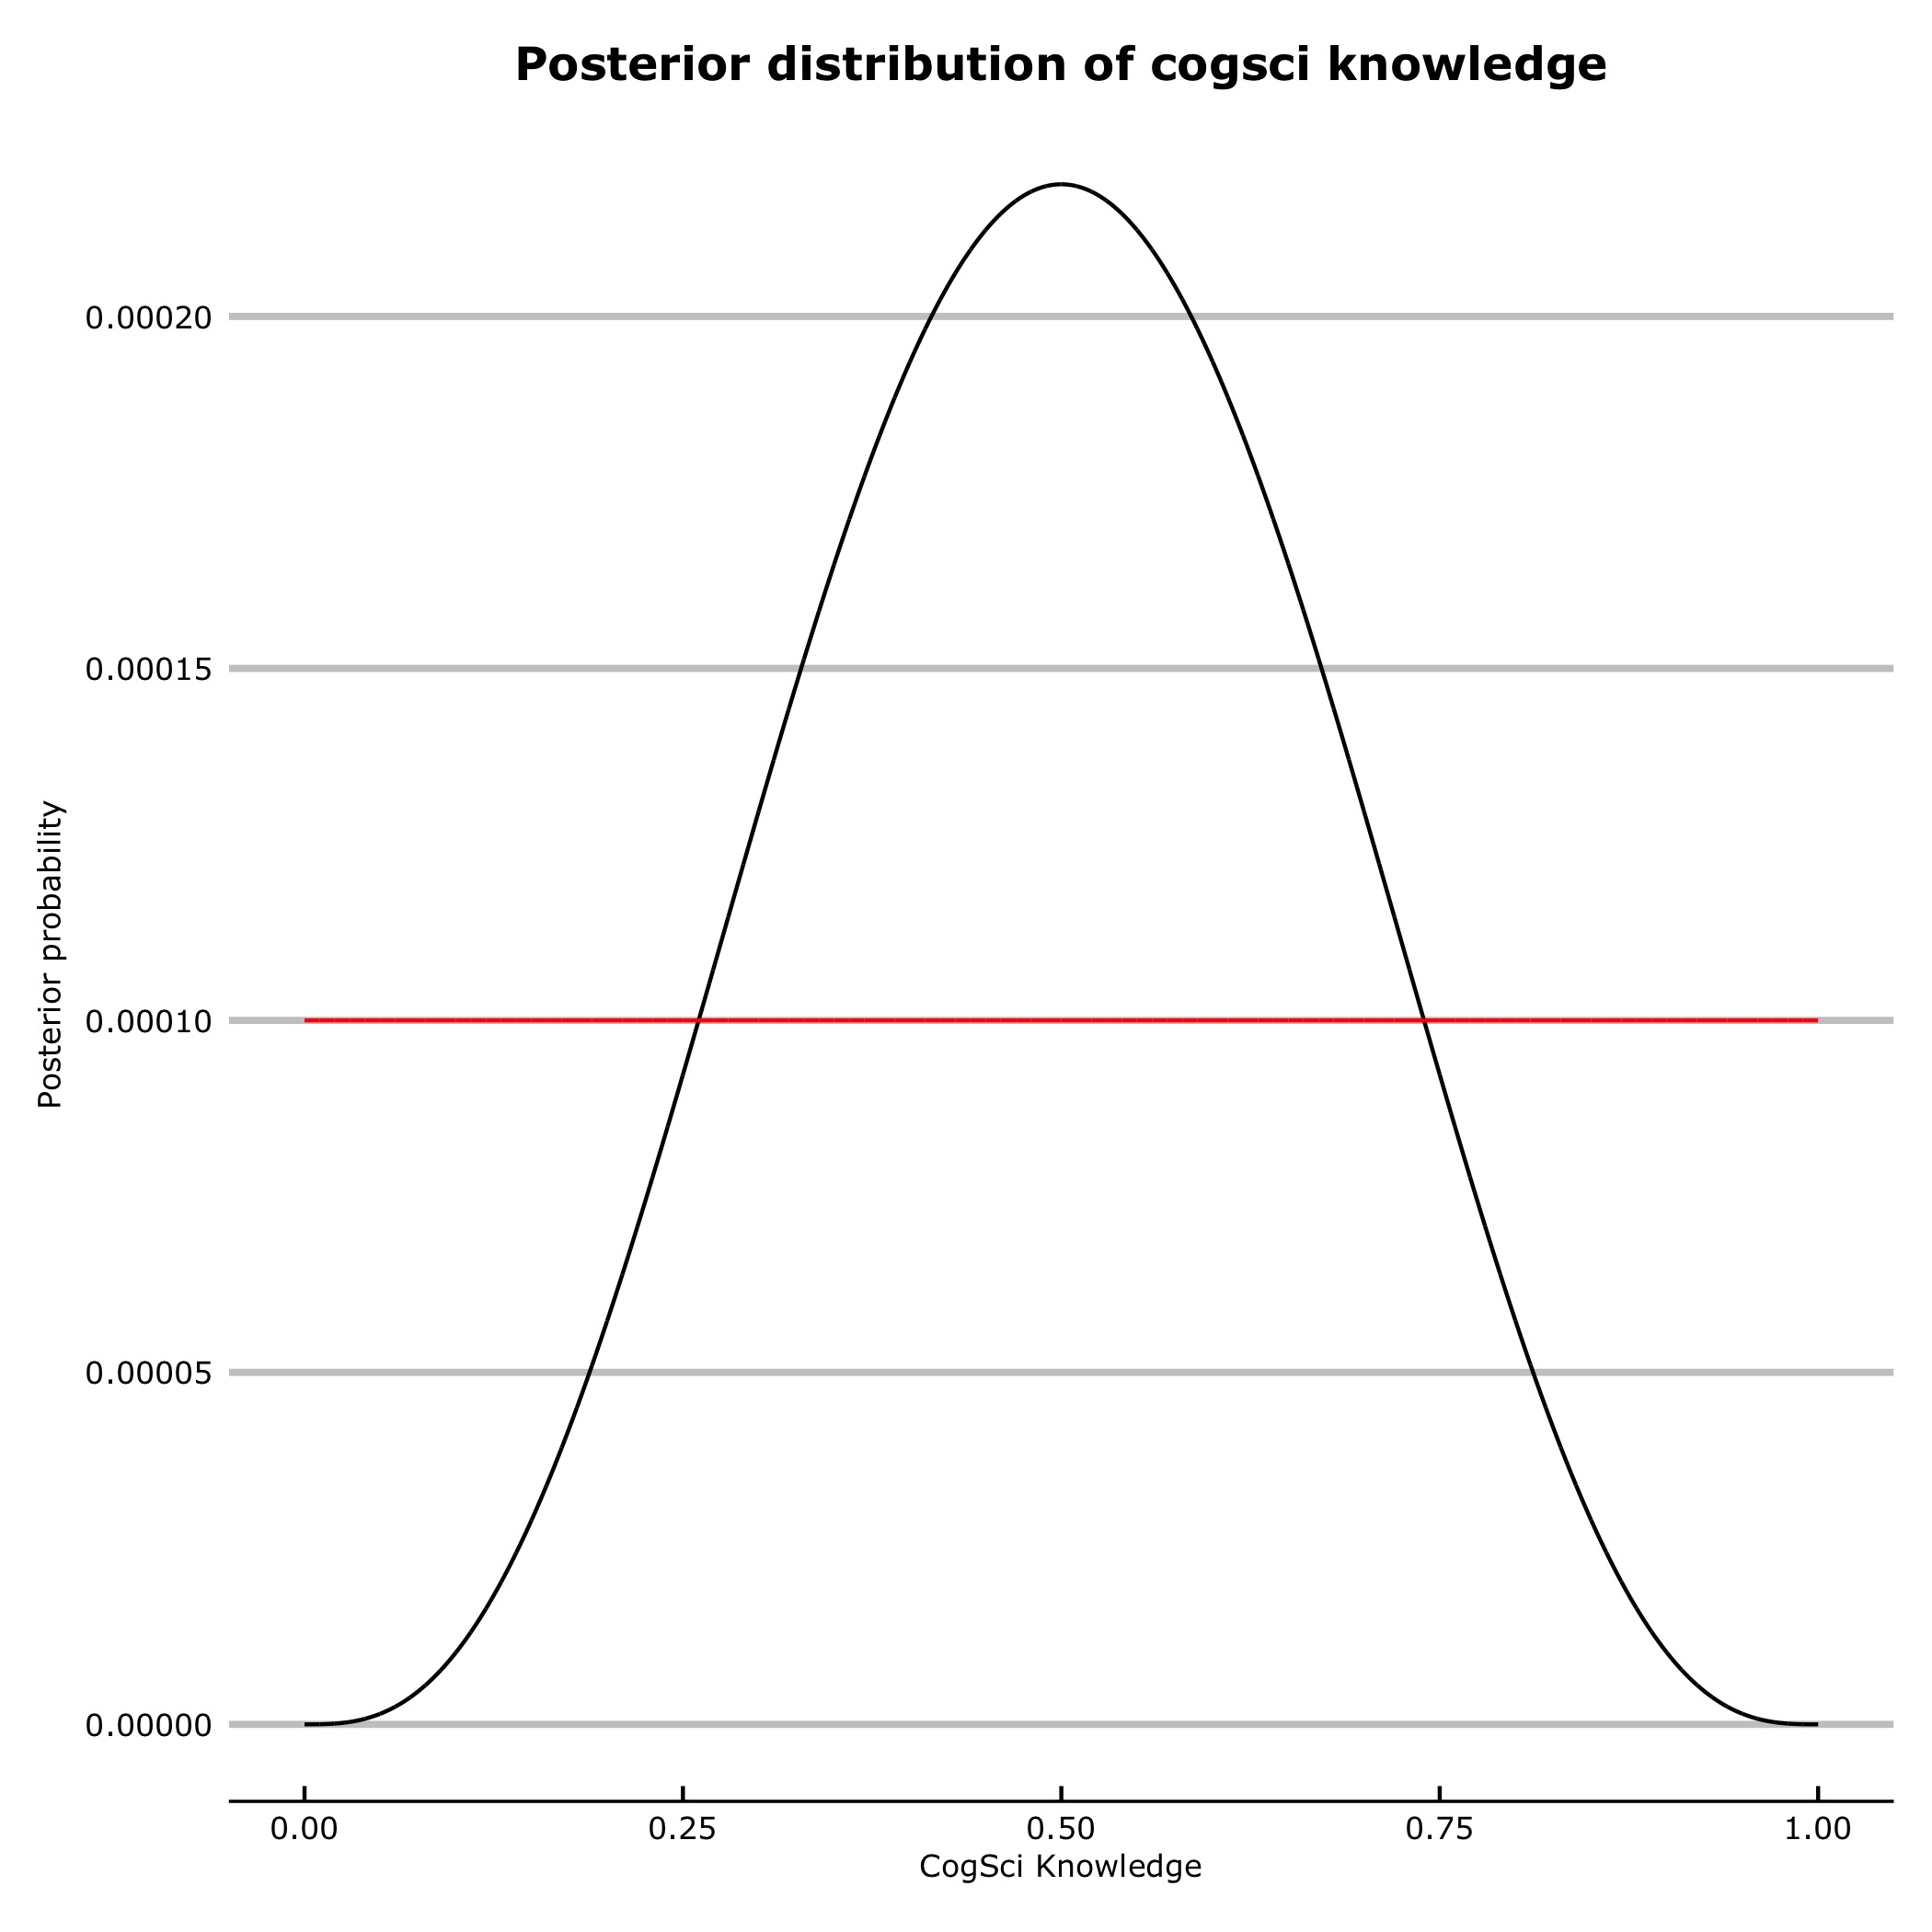 Posterior distribution of cogsci knowledge
0.00020
0.00015
0.00010
0.00005
0.00000
Posterior probability
0.00 0.25 0.50 0.75 1.00
CogSci Knowledge